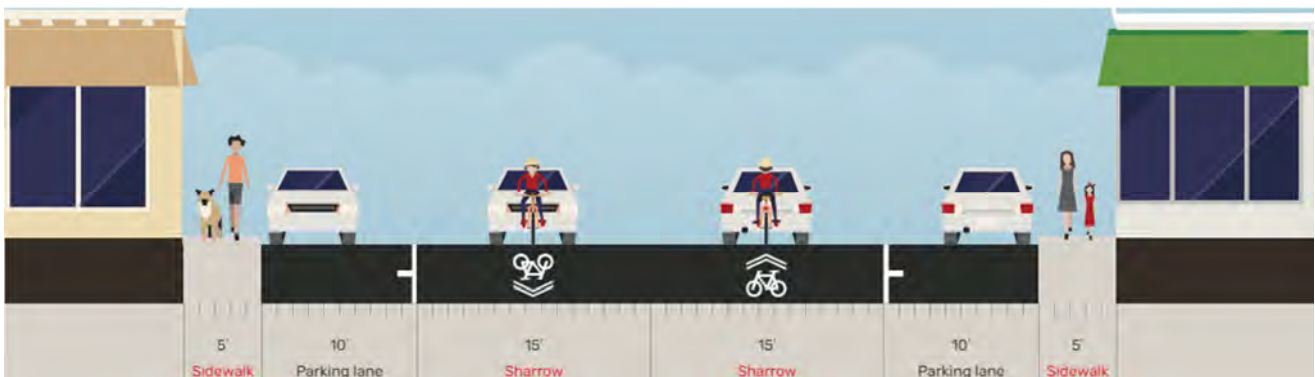 5' 10' 15' 15' 10' 5'
Sidewalk Parking lane Sharrow Sharrow Parking lane Sidewalk